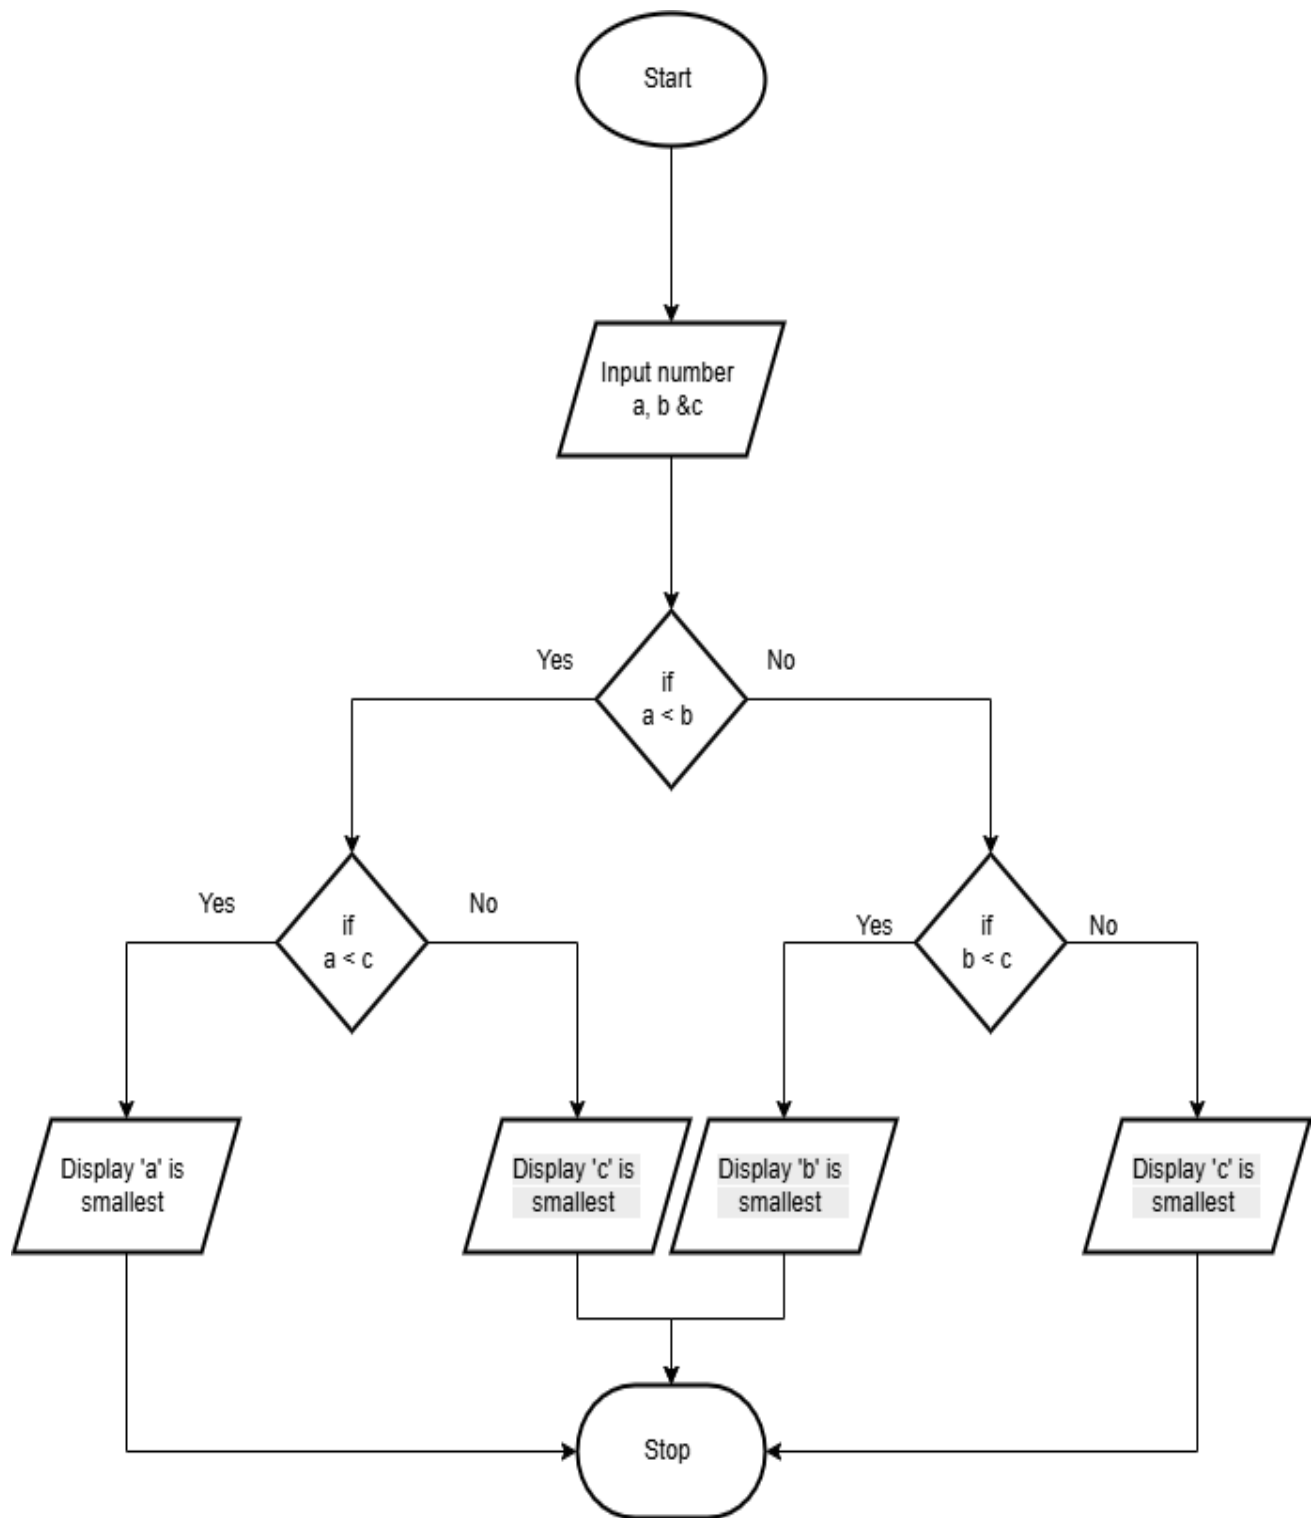 Start
Input number
a, b &c
Yes
No
if
a < b
Yes
No
if
a < c
Yes
No
if
b < c
Display 'a' is
smallest
Display 'c' is
smallest
Display 'b' is
smallest
Display 'c' is
smallest
Stop